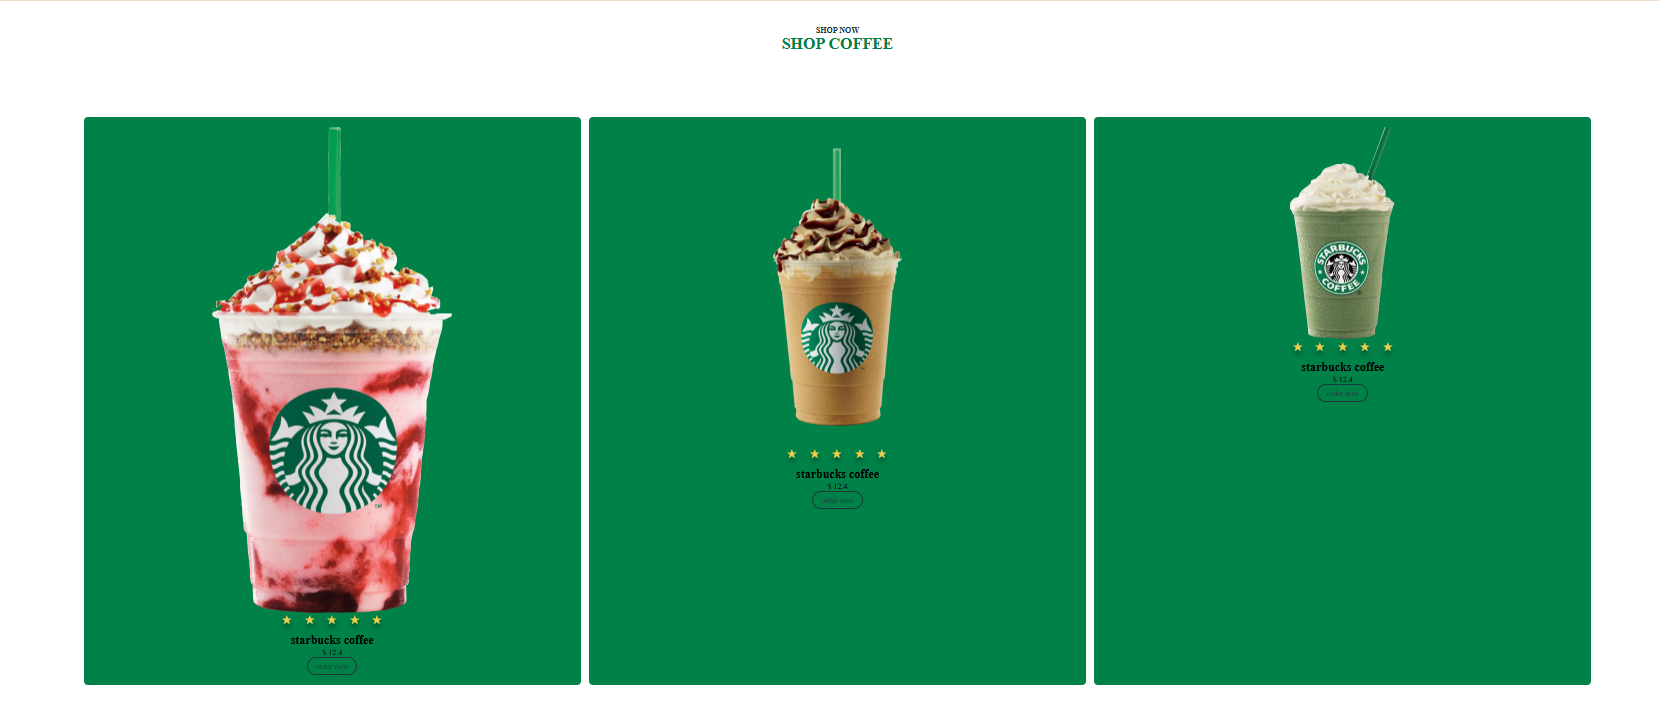 SHOP NOW
SHOP COFFEE
starbucks coffee
$ 12.4
order now
starbucks coffee
$ 12.4
order now
STARBUCKS
COFFEE
starbucks coffee
$ 12.4
order now